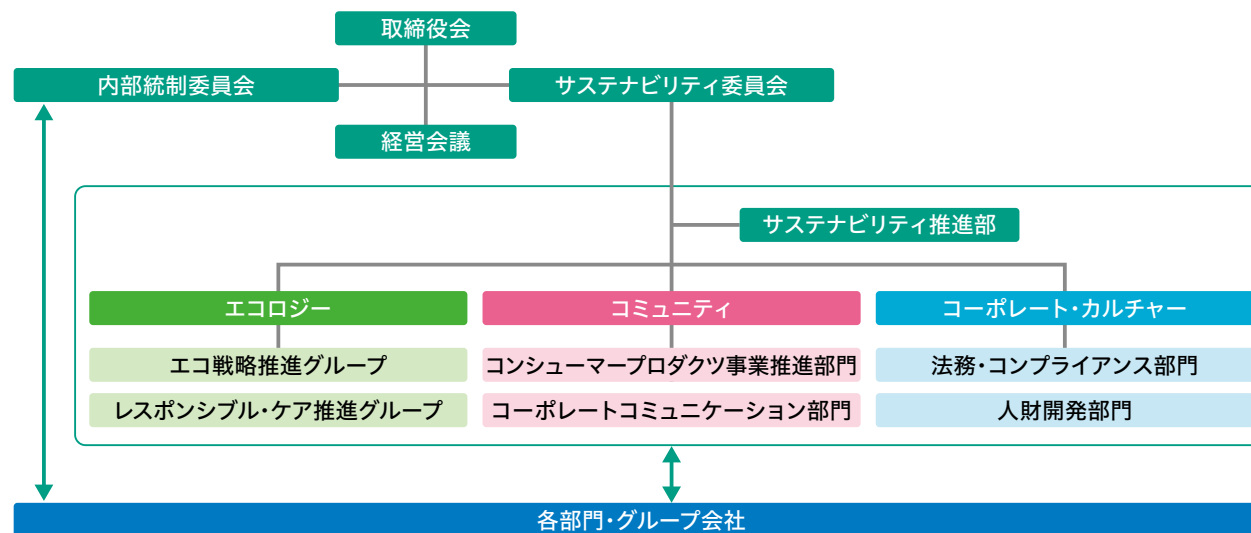 取締役会
内部統制委員会
サステナビリティ委員会
経営会議
サステナビリティ推進部
エコロジー
コミュニティ
コーポレート・カルチャー
エコ戦略推進グループ
コンシューマープロダクツ事業推進部門
法務・コンプライアンス部門
レスポンシブル・ケア推進グループ
コーポレートコミュニケーション部門
人財開発部門
各部門・グループ会社